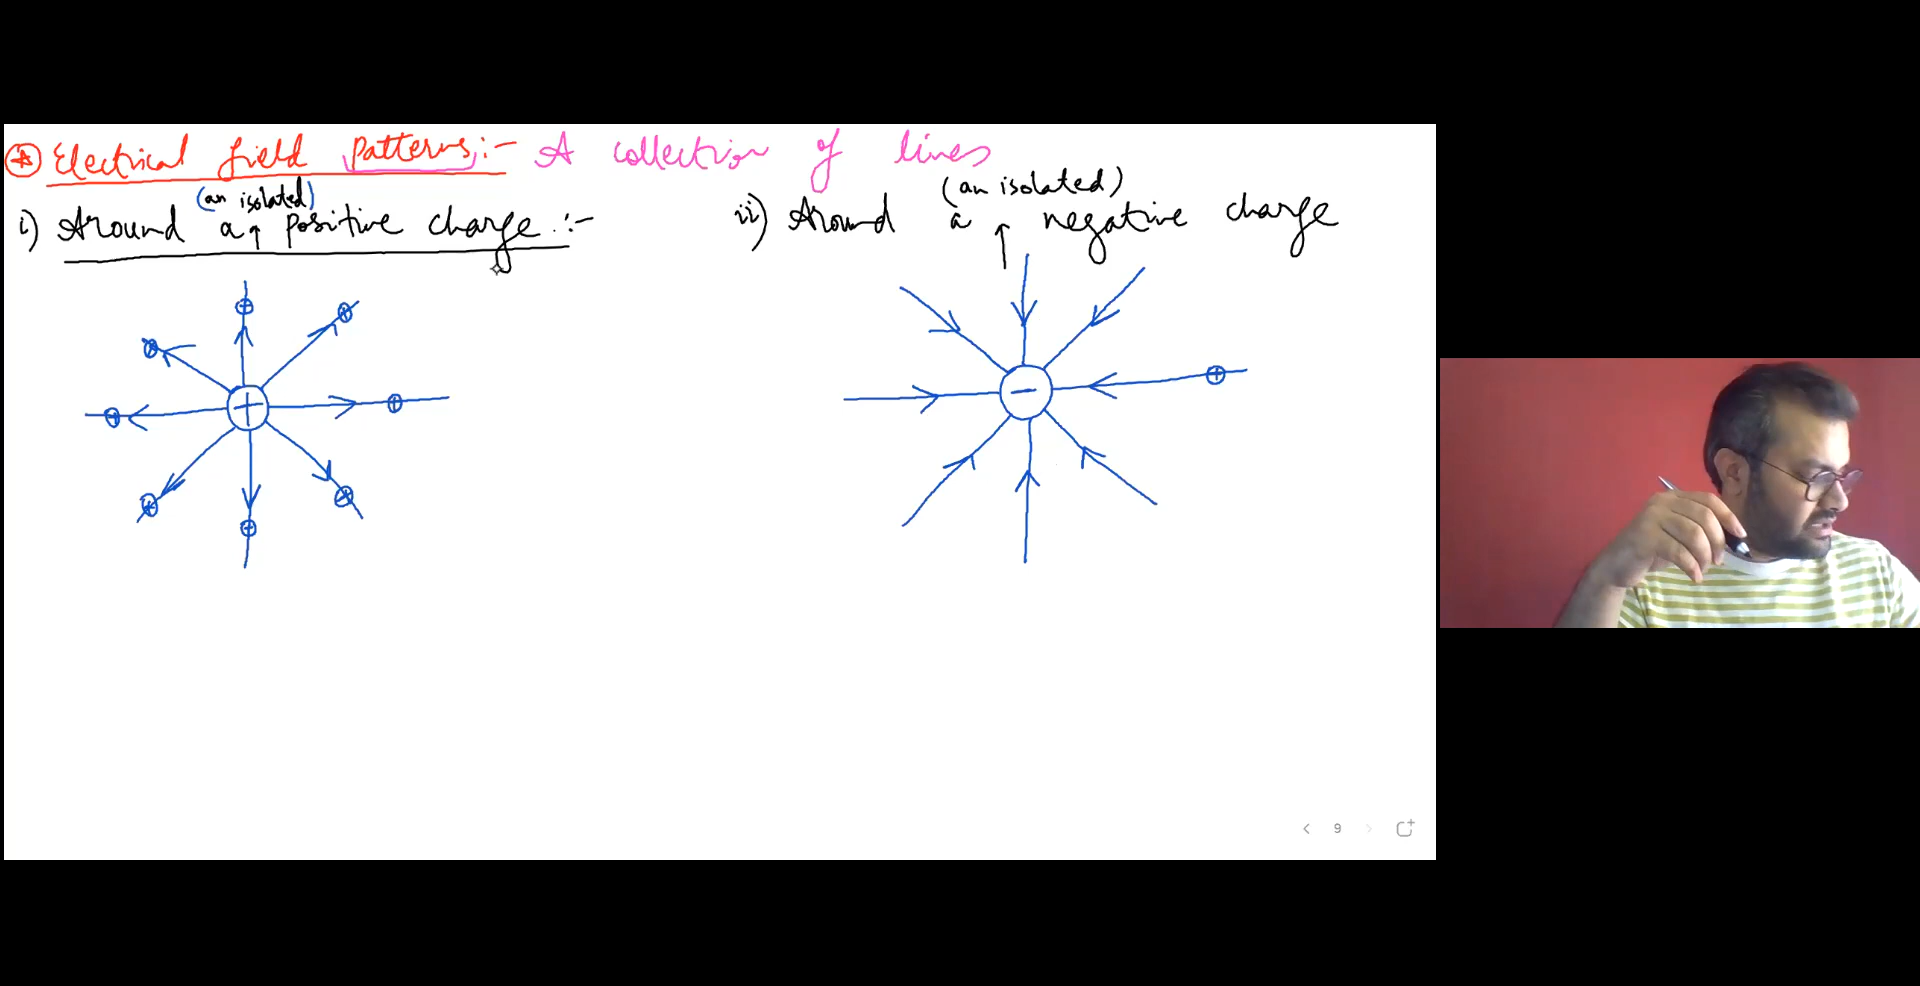 Electrical field patterns:- A collection of lines
(an isolated)
i) Around a positive charge :-
(an isolated)
ii) Around a negative charge
9